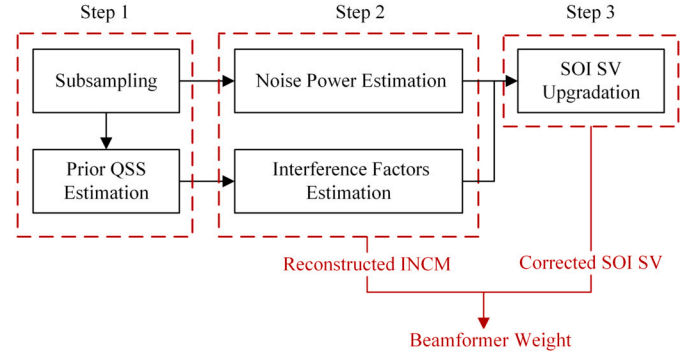 Step 1
Step 2
Step 3
Subsampling
Noise Power Estimation
SOI SV
Upgradation
Prior QSS
Estimation
Interference Factors
Estimation
Reconstructed INCM
Corrected SOI SV
Beamformer Weight